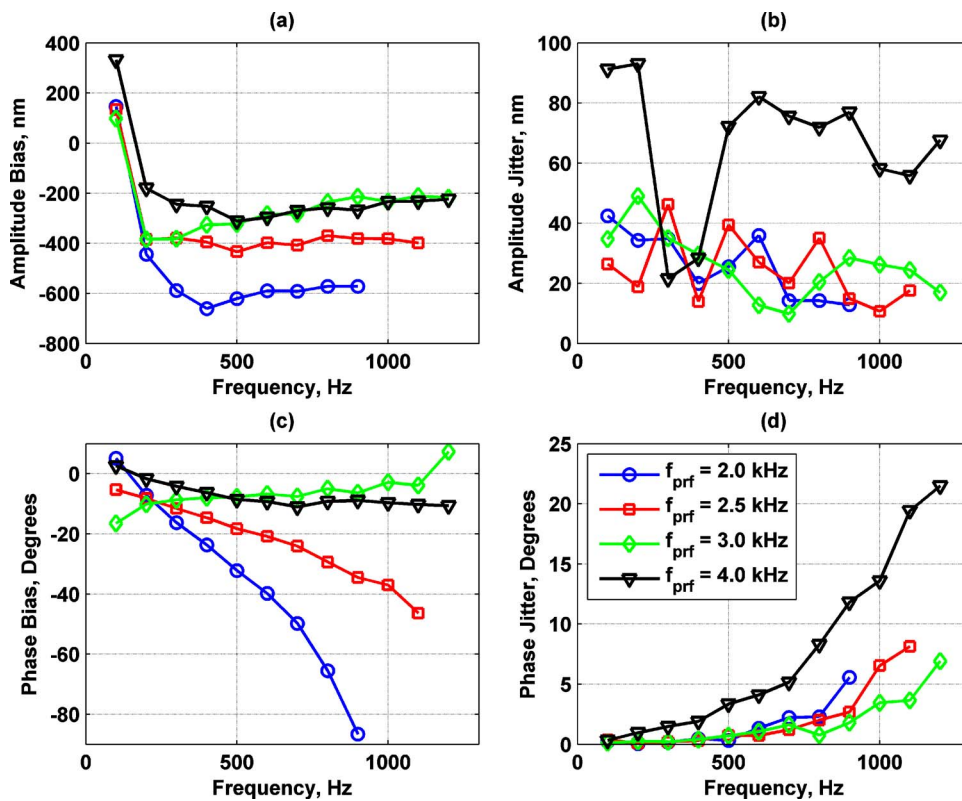 (a)
400
200
0
-200
-400
-600
-800
0
500
1000
Amplitude Bias, nm
Frequency, Hz
(b)
100
80
60
40
20
0
0
500
1000
Amplitude Jitter, nm
Frequency, Hz
(c)
0
-20
-40
-60
-80
0
500
1000
Phase Bias, Degrees
Frequency, Hz
(d)
25
20
15
10
5
0
0
500
1000
Phase Jitter, Degrees
Frequency, Hz
f_prf = 2.0 kHz
f_prf = 2.5 kHz
f_prf = 3.0 kHz
f_prf = 4.0 kHz